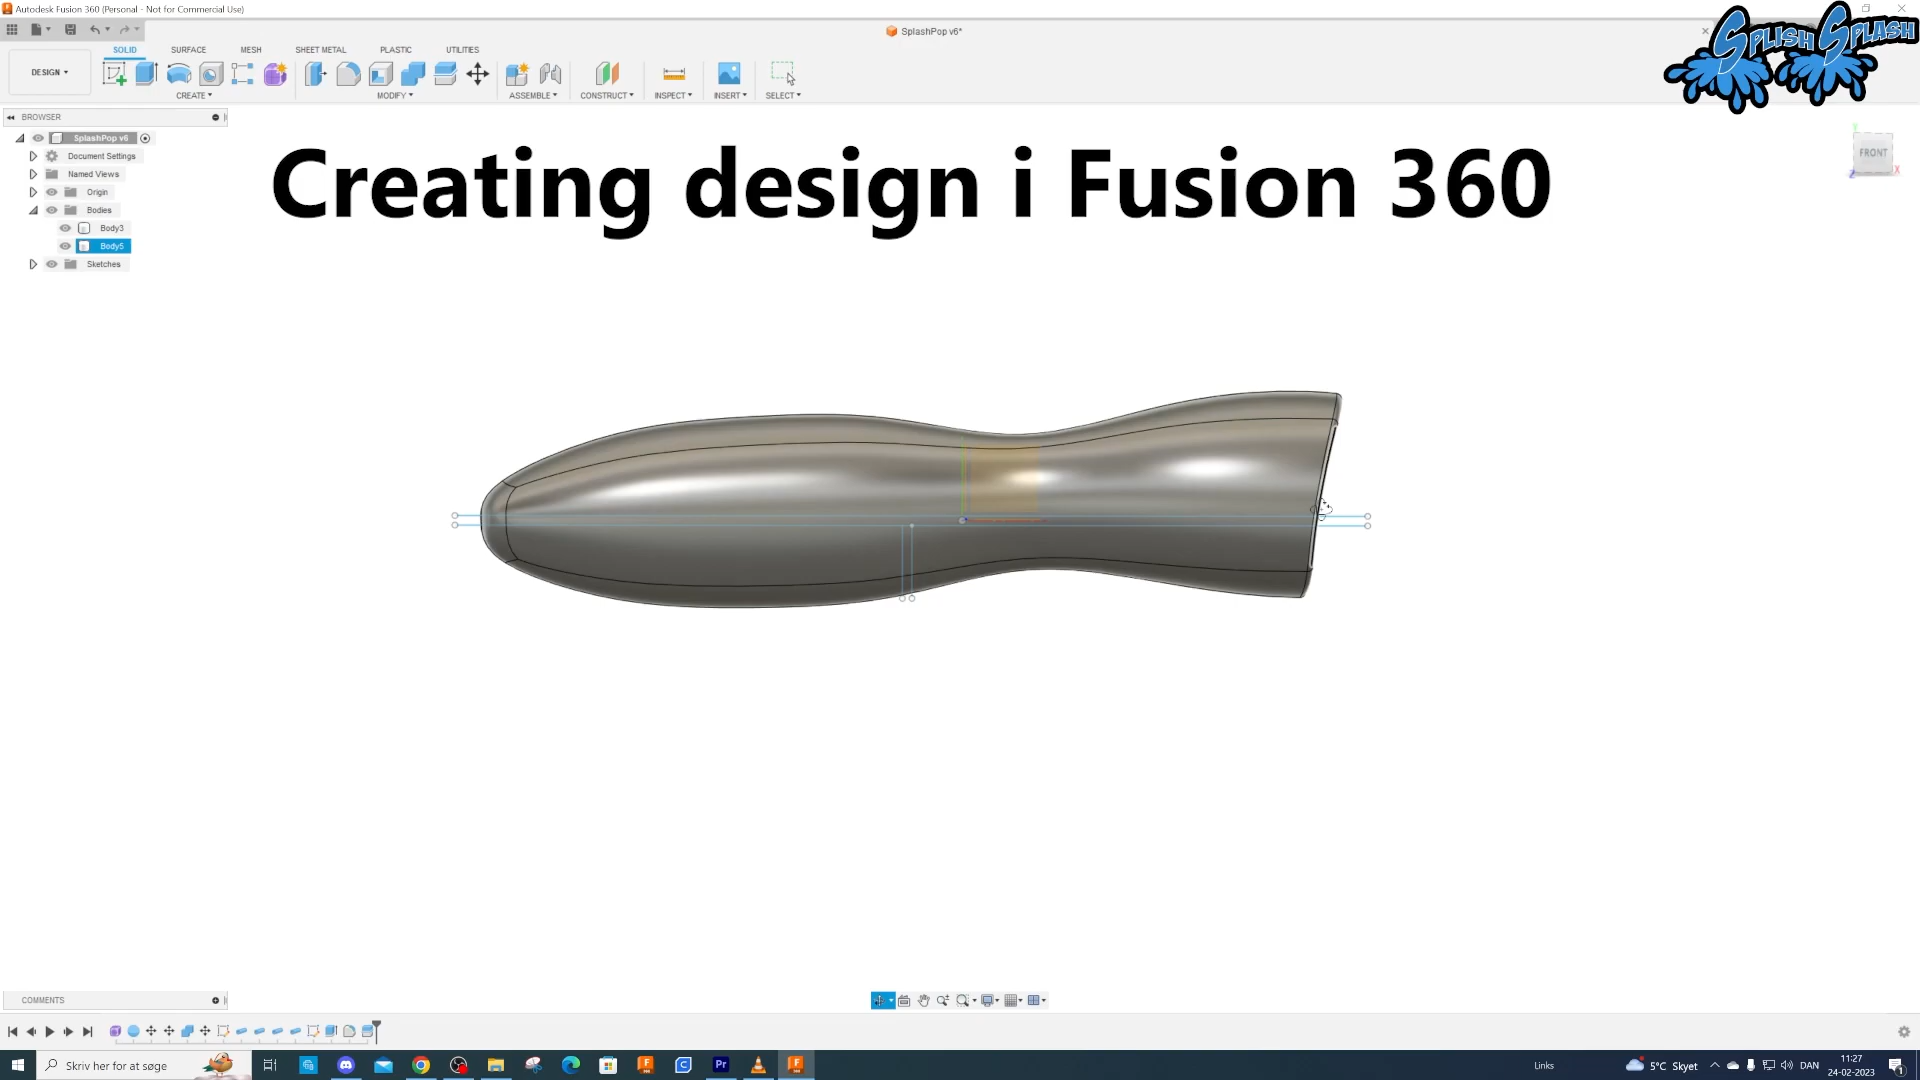 Autodesk Fusion 360 (Personal - Not for Commercial Use)
SplashPop v6*
SPLISH SPLASH
SOLID SURFACE MESH SHEET METAL PLASTIC UTILITIES
DESIGN
CREATE MODIFY ASSEMBLE CONSTRUCT INSPECT INSERT SELECT
BROWSER
SplashPop v6
Document Settings
Named Views
Origin
Bodies
Body3
Body5
Sketches
Creating design i Fusion 360
FRONT
Y
X
Z
COMMENTS
Skriv her for at søge
Pr
Links
5°C Skyet
DAN
11:27
24-02-2023
1